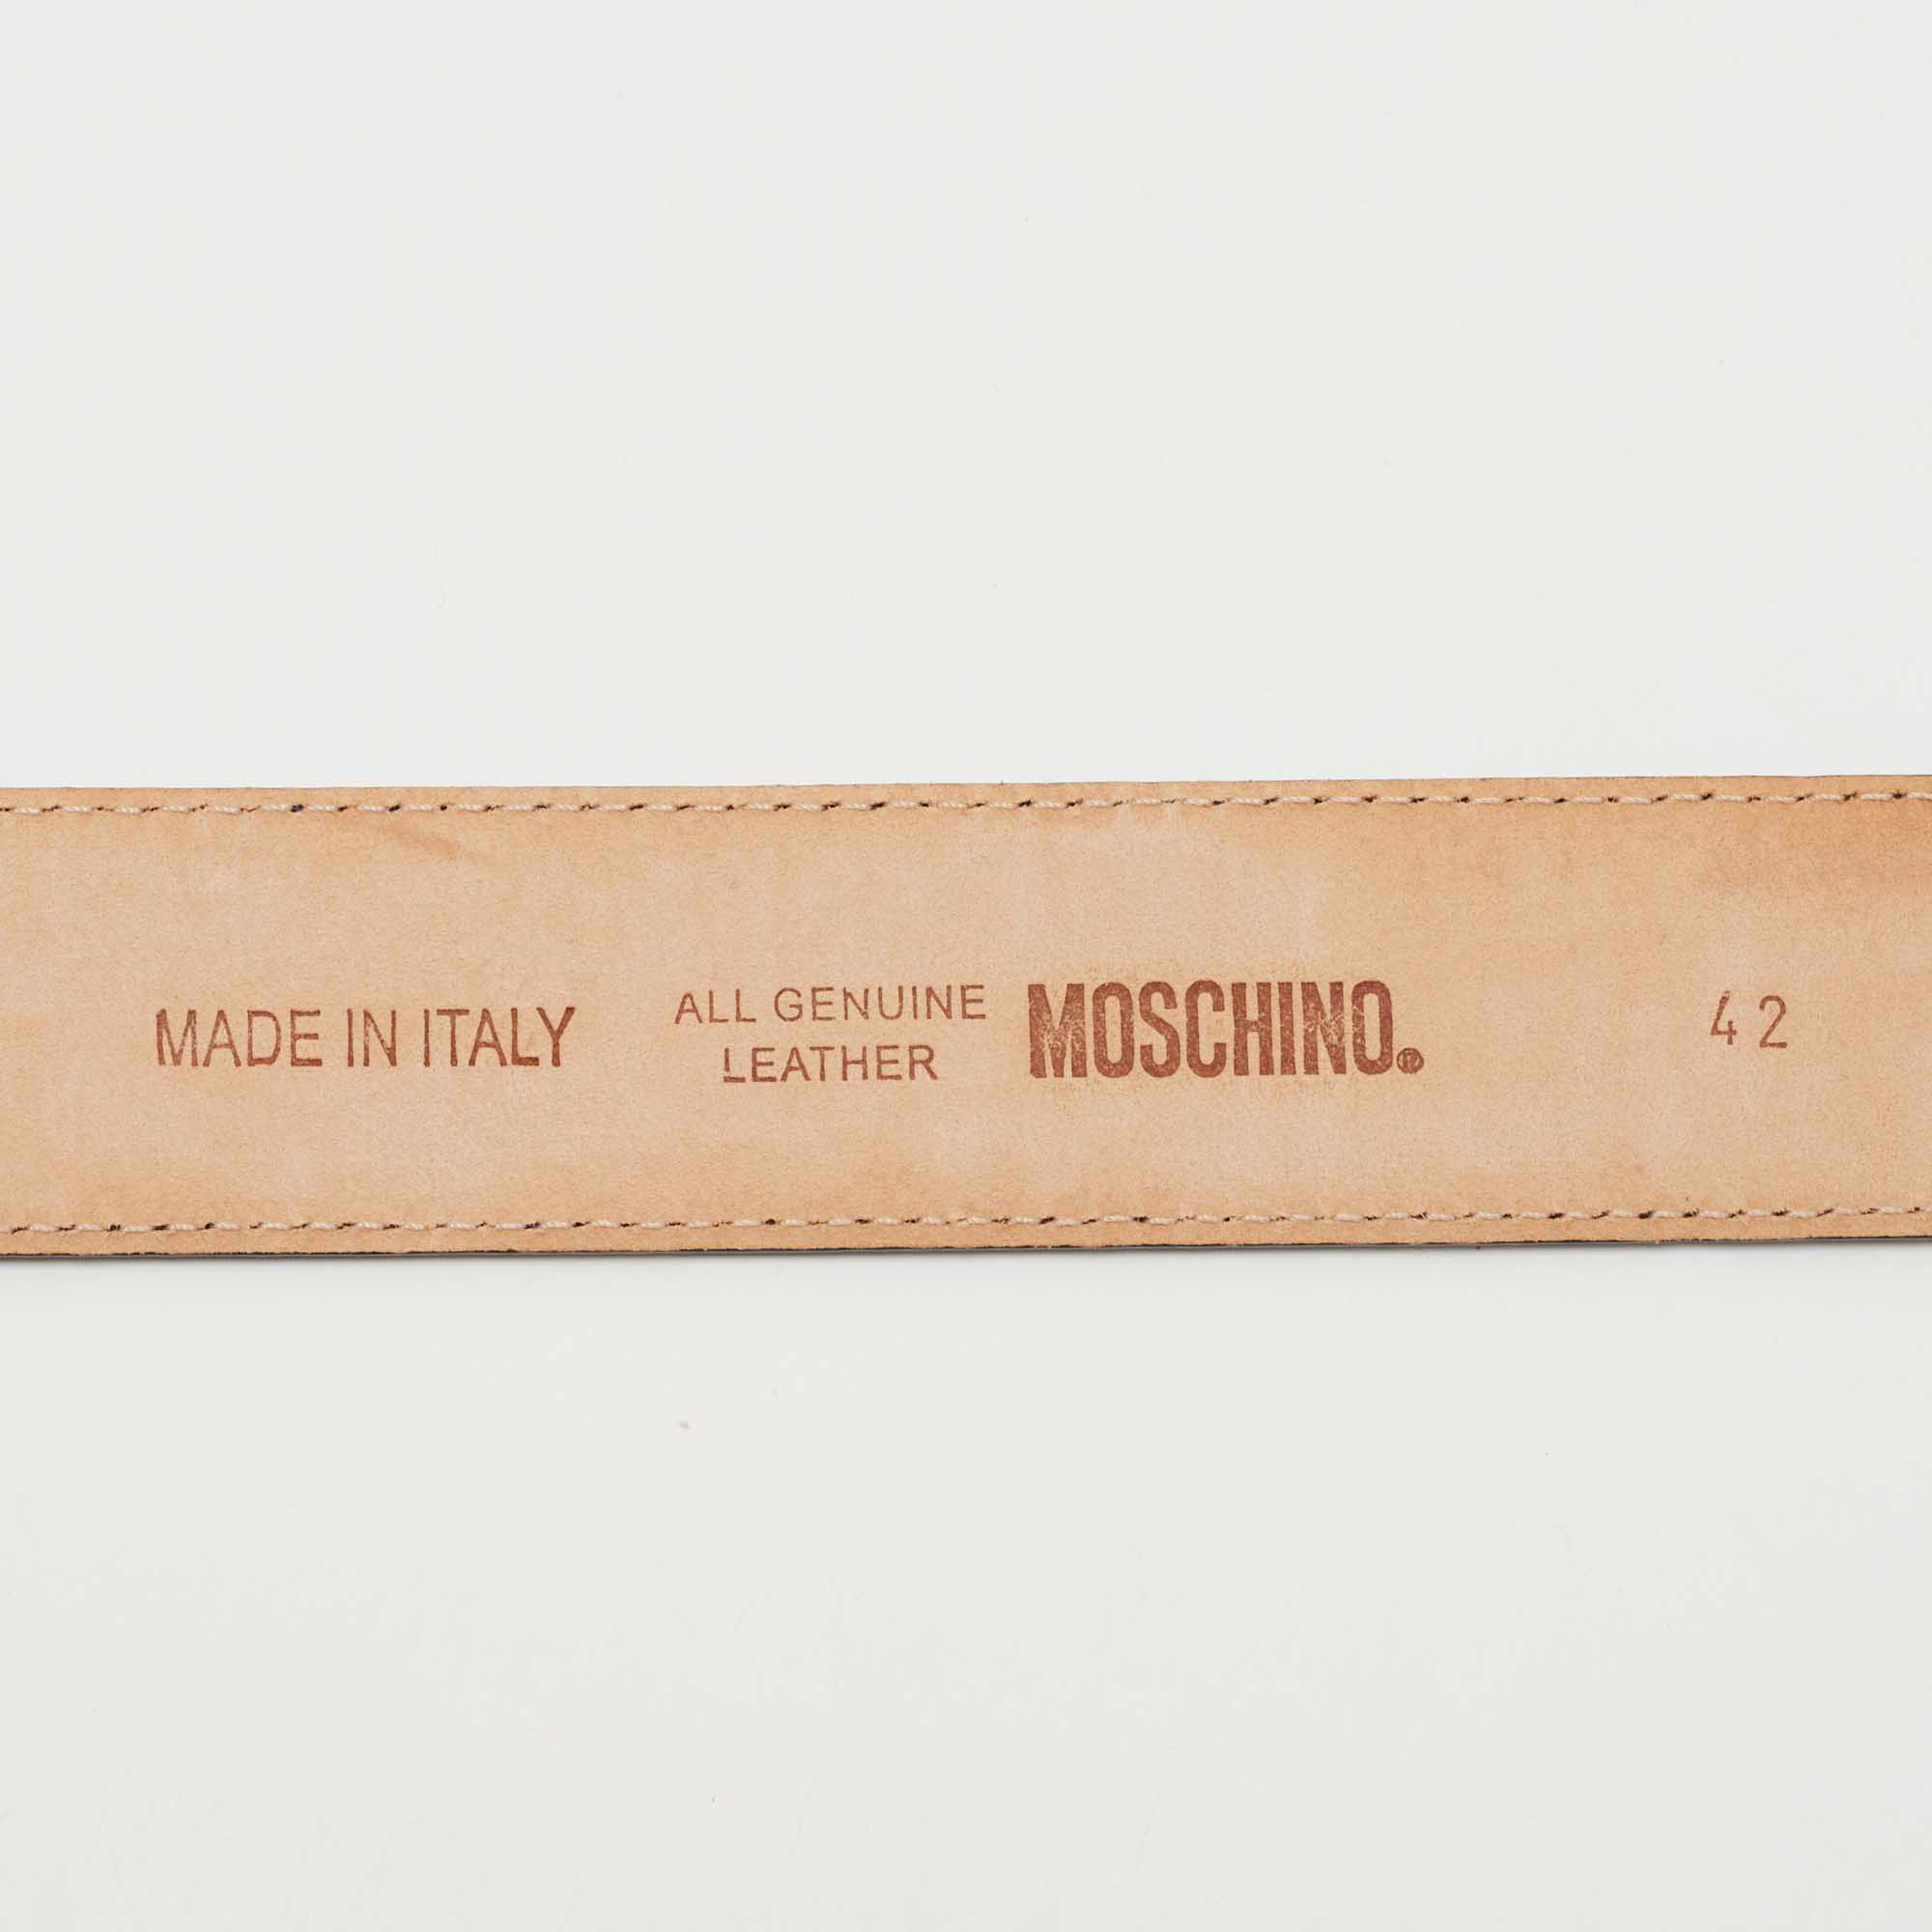 MADE IN ITALY
ALL GENUINE
LEATHER
MOSCHINO.®
42